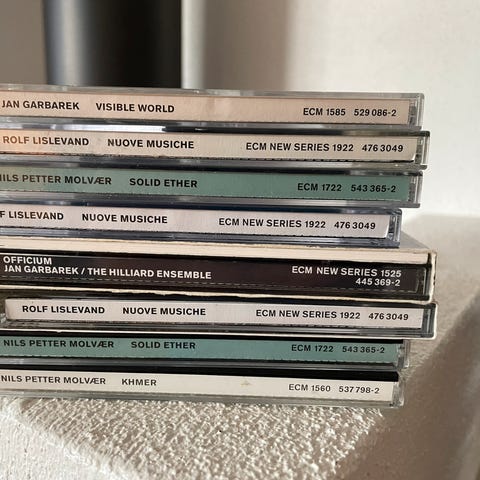 JAN GARBAREK VISIBLE WORLD ECM 1585 529 086-2
ROLF LISLEVAND NUOVE MUSICHE ECM NEW SERIES 1922 476 3049
NILS PETTER MOLVÆR SOLID ETHER ECM 1722 543 365-2
F LISLEVAND NUOVE MUSICHE ECM NEW SERIES 1922 476 3049
OFFICIUM
JAN GARBAREK / THE HILLIARD ENSEMBLE ECM NEW SERIES 1525
445 369-2
ROLF LISLEVAND NUOVE MUSICHE ECM NEW SERIES 1922 476 3049
NILS PETTER MOLVÆR SOLID ETHER ECM 1722 543 365-2
NILS PETTER MOLVÆR KHMER ECM 1560 537 798-2